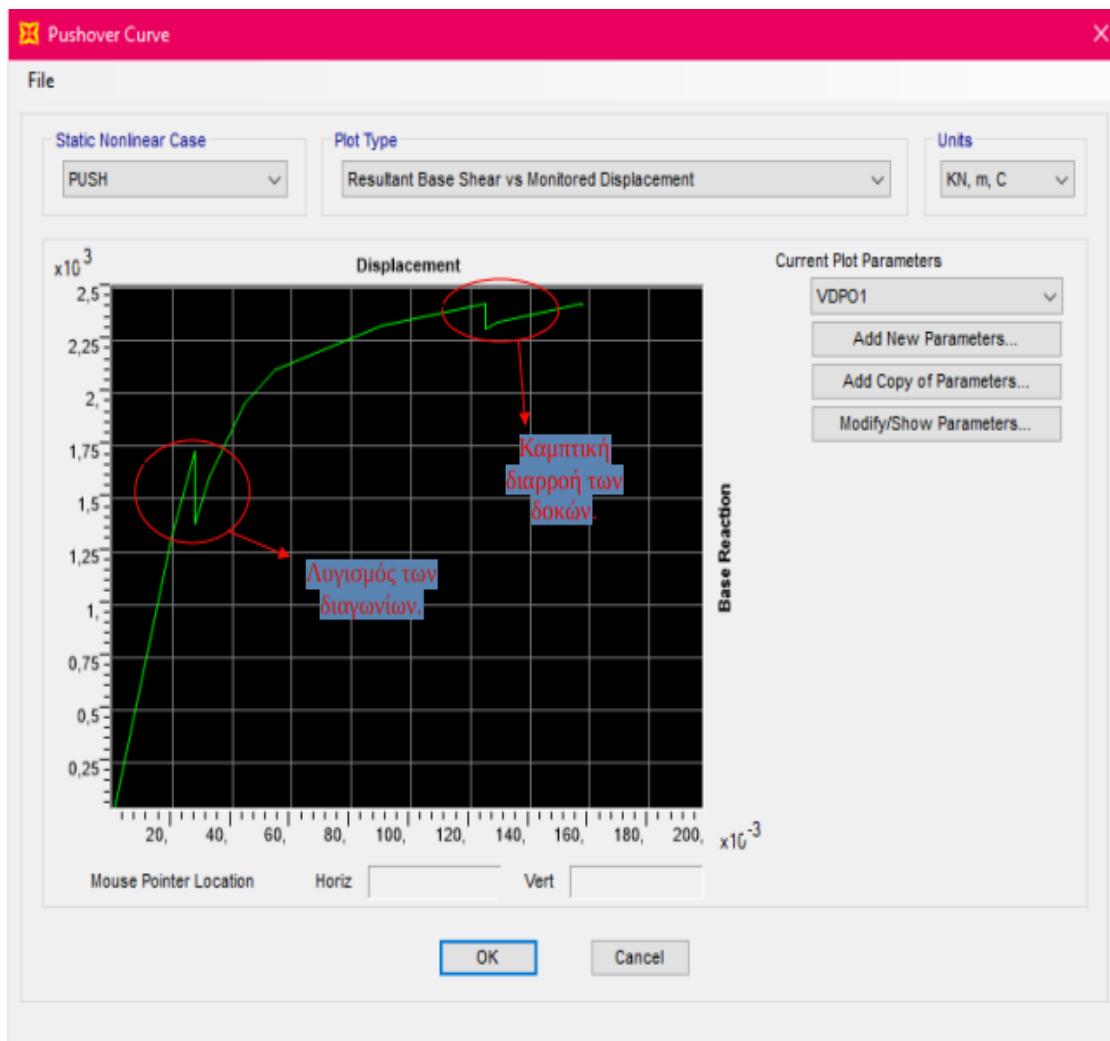 Pushover Curve
File
Static Nonlinear Case
Plot Type
Units
PUSH
Resultant Base Shear vs Monitored Displacement
KN, m, C
x10 3
Displacement
Current Plot Parameters
VDPO1
Add New Parameters...
Add Copy of Parameters...
Modify/Show Parameters...
2,5
2,25
2,
1,75
1,5
1,25
1,
0,75
0,5
0,25
Καμπτική
διαρροή των
δοκών.
Λυγισμός των
διαγωνίων.
Base Reaction
20, 40, 60, 80, 100, 120, 140, 160, 180, 200,
x10 -3
Mouse Pointer Location
Horiz
Vert
OK
Cancel